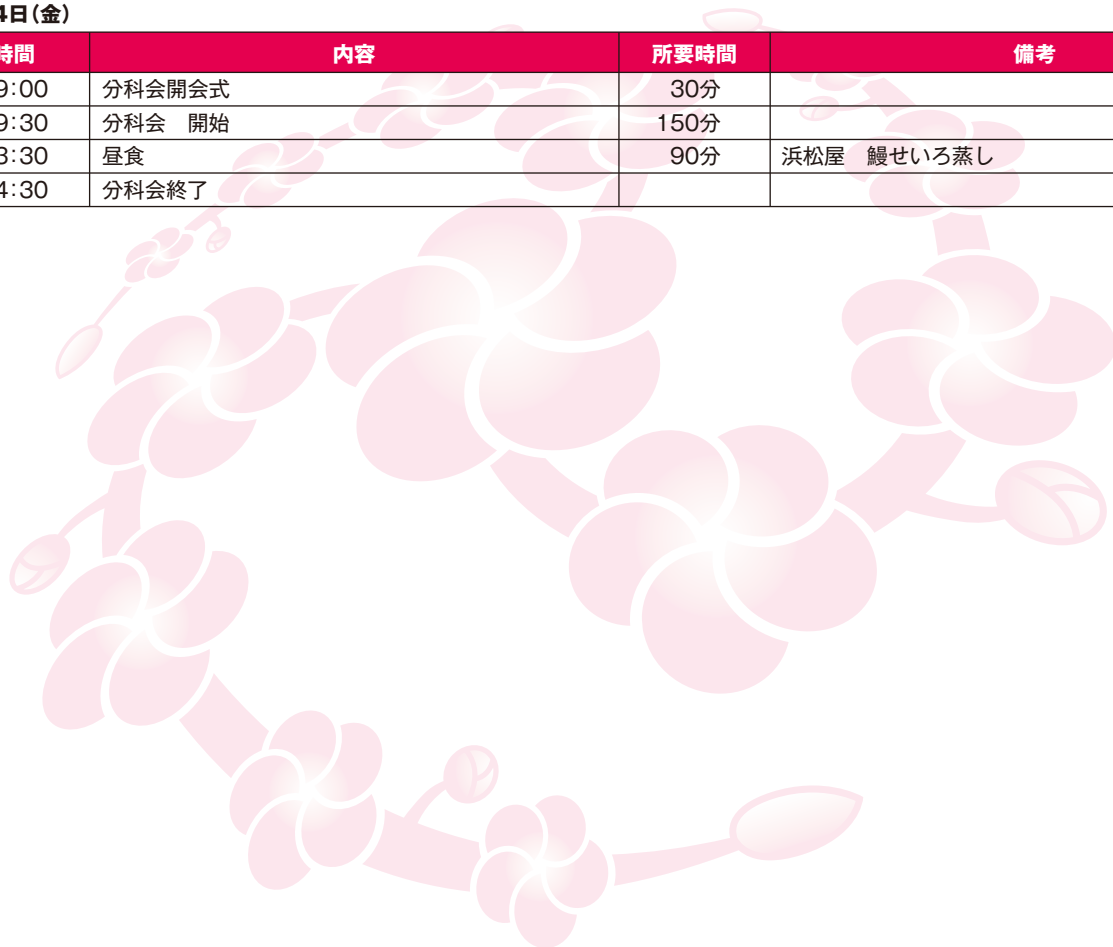 4日(金)
時間 内容 所要時間 備考
9:00 分科会開会式 30分
9:30 分科会 開始 150分
3:30 昼食 90分 浜松屋 鰻せいろ蒸し
4:30 分科会終了